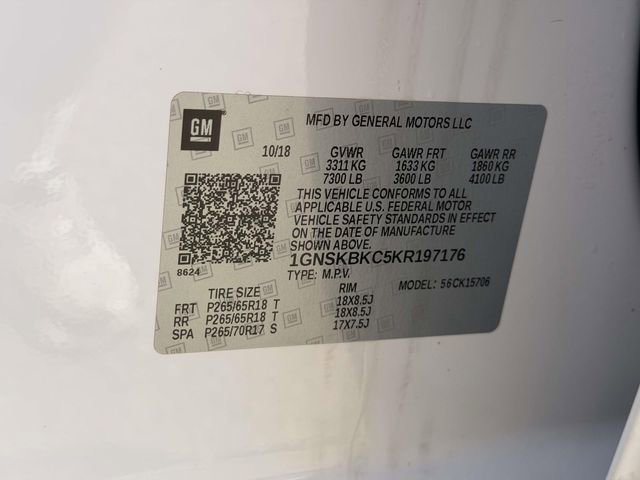 GM
MFD BY GENERAL MOTORS LLC
10/18 GVWR GAWR FRT GAWR RR
3311 KG 1633 KG 1860 KG
7300 LB 3600 LB 4100 LB
THIS VEHICLE CONFORMS TO ALL
APPLICABLE U.S. FEDERAL MOTOR
VEHICLE SAFETY STANDARDS IN EFFECT
ON THE DATE OF MANUFACTURE
SHOWN ABOVE.
8624
1GNSKBKC5KR197176
TYPE: M.P.V. MODEL: 56CK15706
TIRE SIZE RIM
FRT P265/65R18 T 18X8.5J
RR P265/65R18 T 18X8.5J
SPA P265/70R17 S 17X7.5J